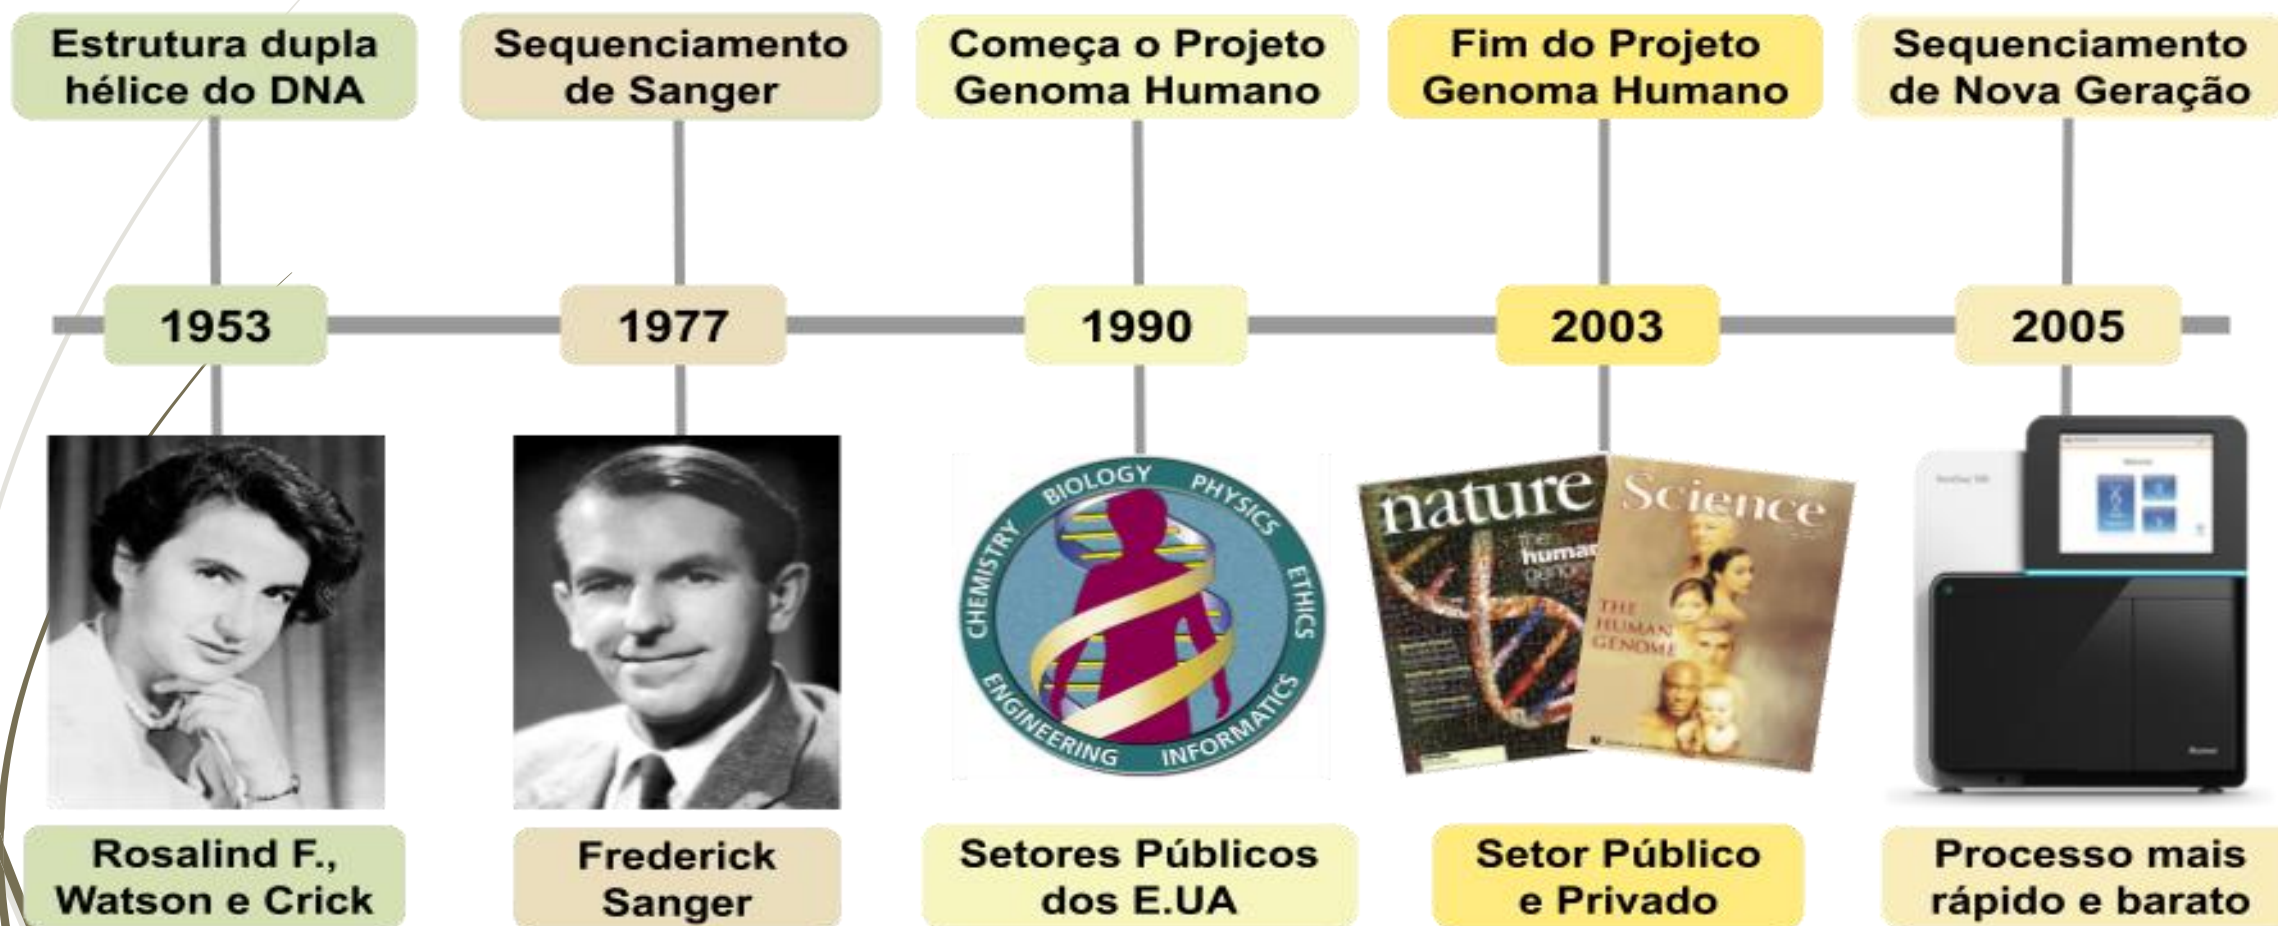 Estrutura dupla
hélice do DNA
Sequenciamento
de Sanger
Começa o Projeto
Genoma Humano
Fim do Projeto
Genoma Humano
Sequenciamento
de Nova Geração
1953
1977
1990
2003
2005
CHEMISTRY BIOLOGY PHYSICS ETHICS
ENGINEERING INFORMATICS
nature
the
human
Science
THE
HUMAN
GENOME
Rosalind F.,
Watson e Crick
Frederick
Sanger
Setores Públicos
dos E.UA
Setor Público
e Privado
Processo mais
rápido e barato